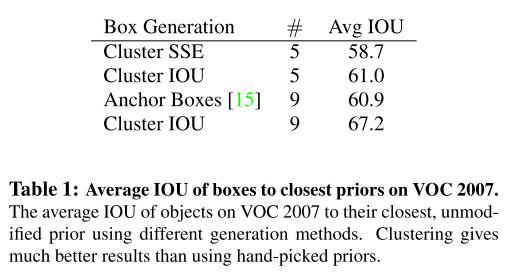 Box Generation # Avg IOU
Cluster SSE 5 58.7
Cluster IOU 5 61.0
Anchor Boxes [15] 9 60.9
Cluster IOU 9 67.2
Table 1: Average IOU of boxes to closest priors on VOC 2007.
The average IOU of objects on VOC 2007 to their closest, unmod-
ified prior using different generation methods. Clustering gives
much better results than using hand-picked priors.